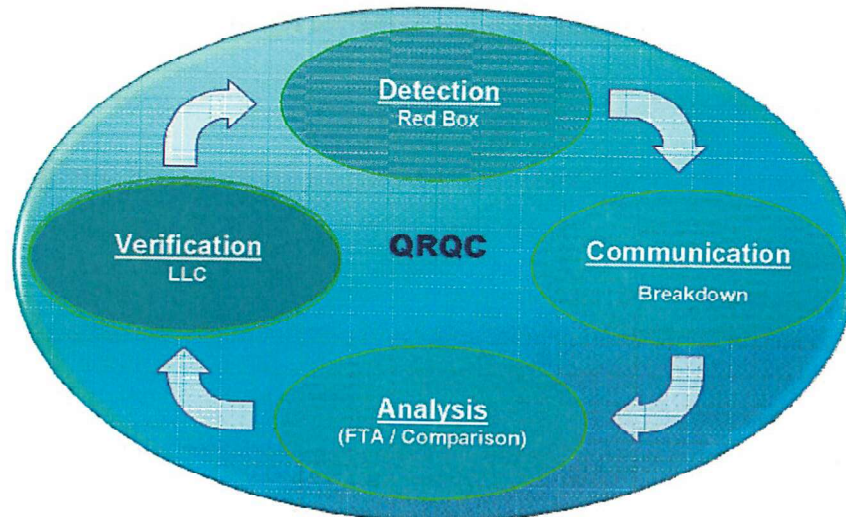 Detection
Red Box
Verification
LLC
QRQC
Communication
Breakdown
Analysis
(FTA / Comparison)